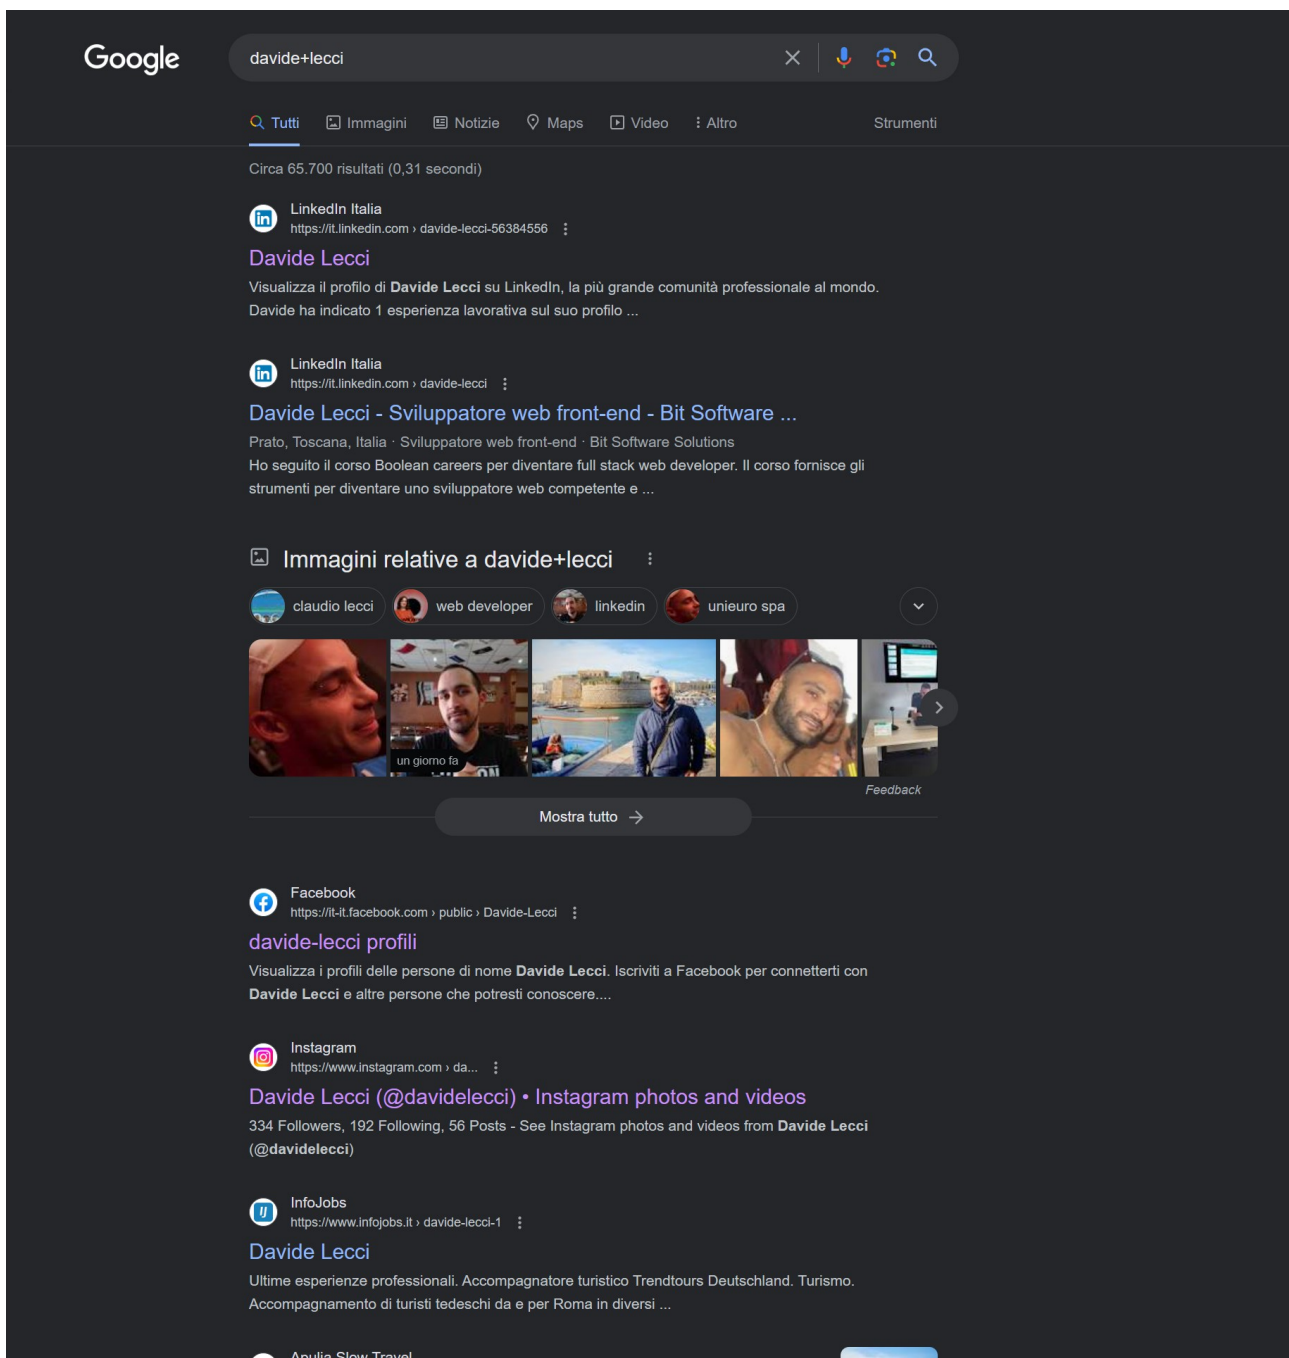 Google
davide+lecci
Tutti
Immagini
Notizie
Maps
Video
Altro
Strumenti
Circa 65.700 risultati (0,31 secondi)
LinkedIn Italia
https://it.linkedin.com › davide-lecci-56384556
Davide Lecci
Visualizza il profilo di Davide Lecci su LinkedIn, la più grande comunità professionale al mondo.
Davide ha indicato 1 esperienza lavorativa sul suo profilo ...
LinkedIn Italia
https://it.linkedin.com › davide-lecci
Davide Lecci - Sviluppatore web front-end - Bit Software ...
Prato, Toscana, Italia · Sviluppatore web front-end · Bit Software Solutions
Ho seguito il corso Boolean careers per diventare full stack web developer. Il corso fornisce gli
strumenti per diventare uno sviluppatore web competente e ...
Immagini relative a davide+lecci
claudio lecci
web developer
linkedin
unieuro spa
un giorno fa
Feedback
Mostra tutto
Facebook
https://it-it.facebook.com › public › Davide-Lecci
davide-lecci profili
Visualizza i profili delle persone di nome Davide Lecci. Iscriviti a Facebook per connetterti con
Davide Lecci e altre persone che potresti conoscere....
Instagram
https://www.instagram.com › da...
Davide Lecci (@davidelecci) • Instagram photos and videos
334 Followers, 192 Following, 56 Posts - See Instagram photos and videos from Davide Lecci
(@davidelecci)
InfoJobs
https://www.infojobs.it › davide-lecci-1
Davide Lecci
Ultime esperienze professionali. Accompagnatore turistico Trendtours Deutschland. Turismo.
Accompagnamento di turisti tedeschi da e per Roma in diversi ...
Apulia Slow Travel